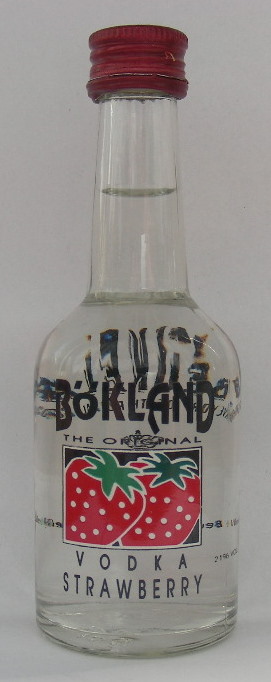 BöKLAND
THE ORIGINAL
VODKA
STRAWBERRY